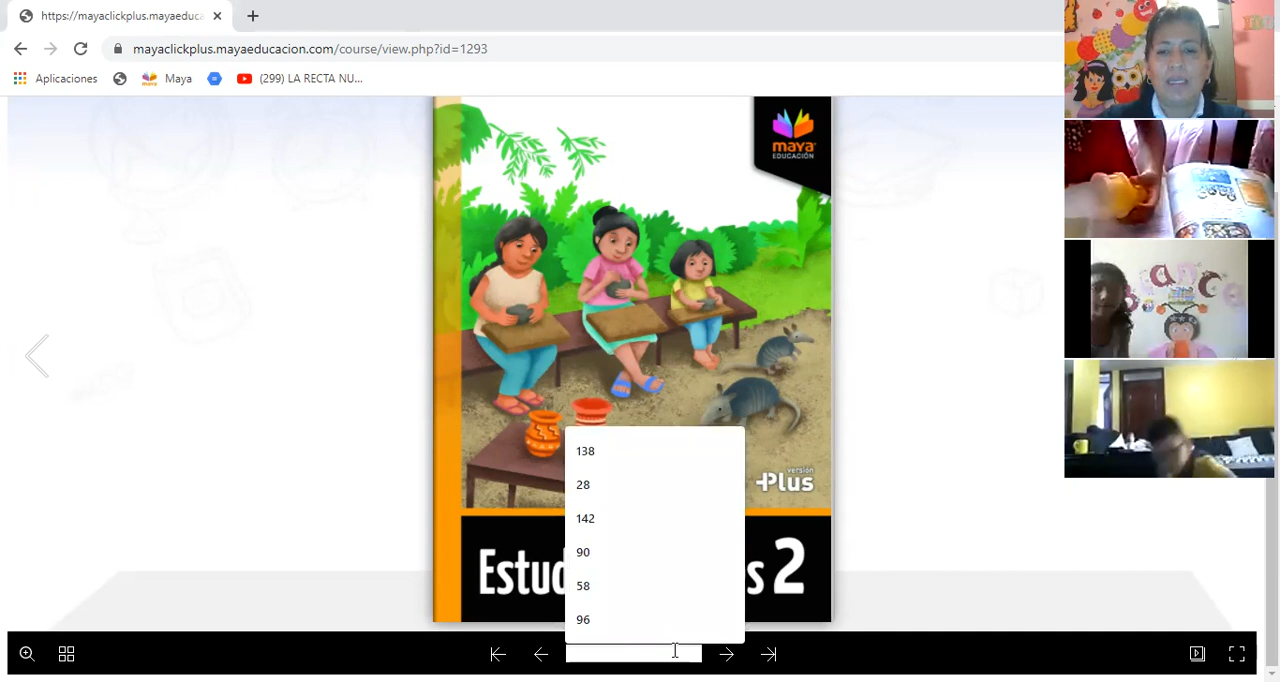 https://mayaclickplus.mayaeduca
mayaclickplus.mayaeducacion.com/course/view.php?id=1293
Aplicaciones
Maya
(299) LA RECTA NU...
maya
EDUCACIÓN
versión
Plus
138
28
142
90
58
96
Estud
s 2